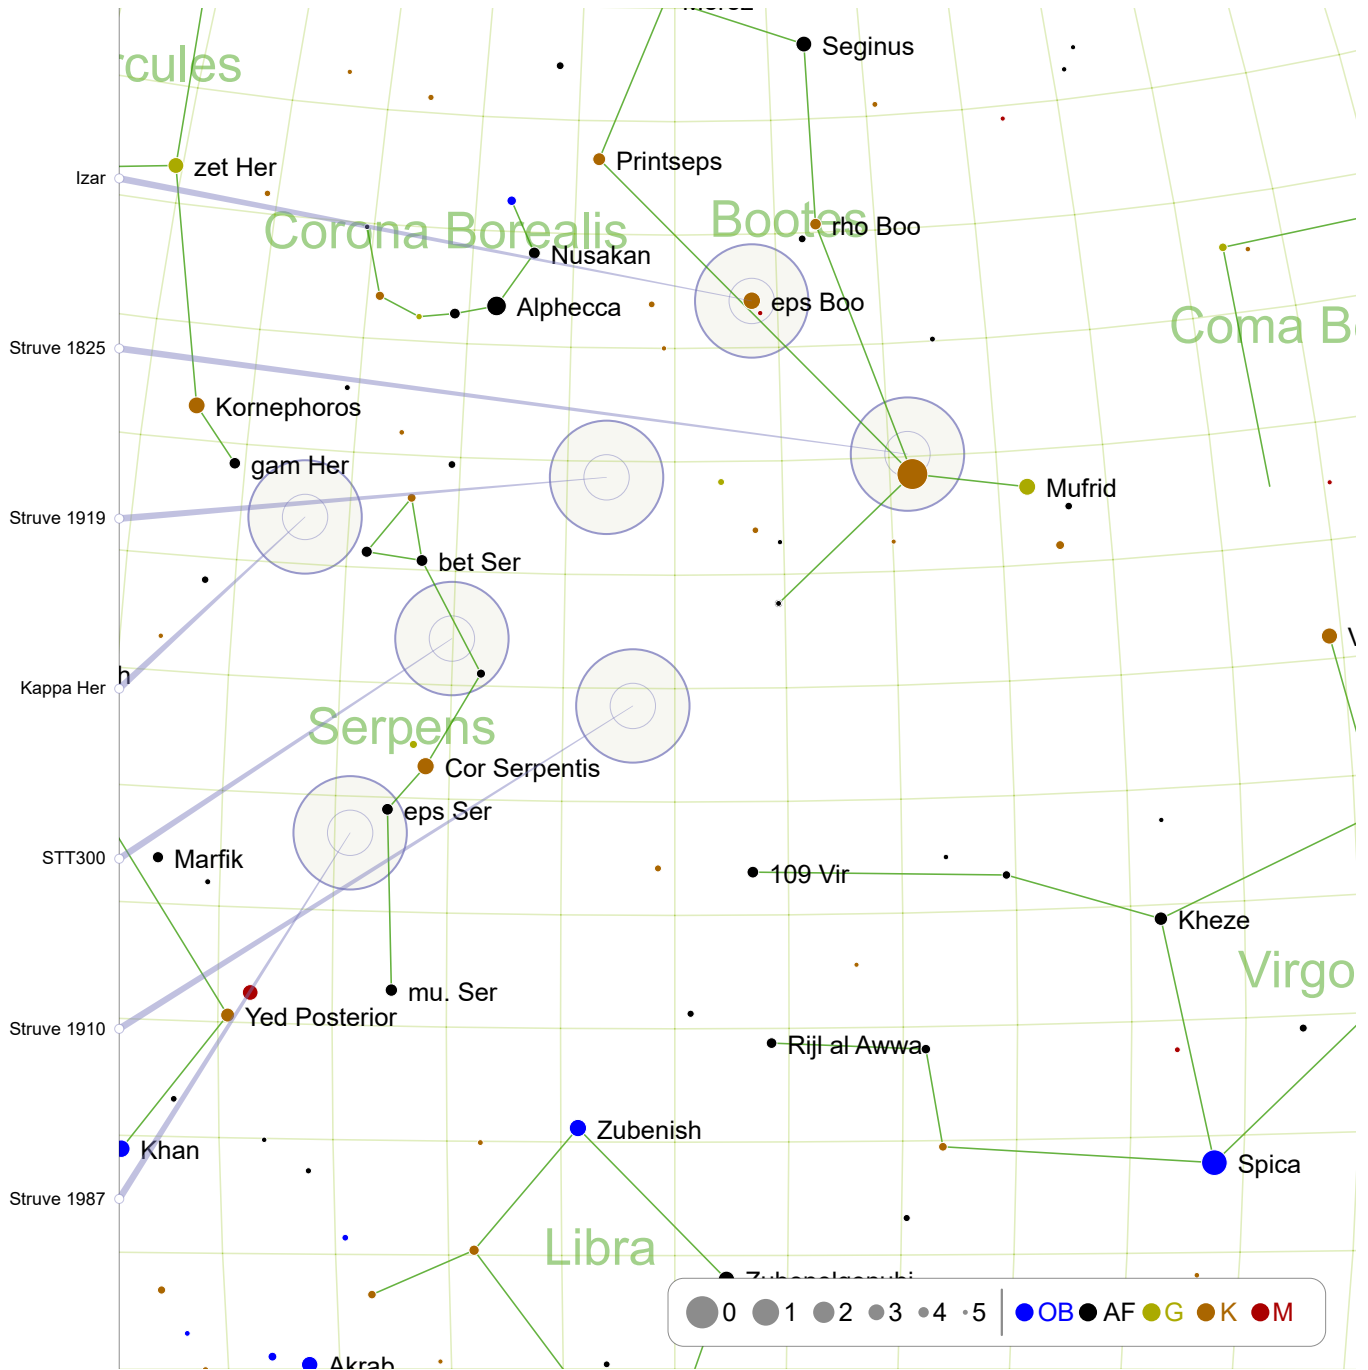 Seginus
rcules
Printseps
zet Her
Izar
Bootes
Corona Borealis
rho Boo
Nusakan
eps Boo
Alphecca
Coma B
Struve 1825
Kornephoros
gam Her
Mufrid
Struve 1919
bet Ser
V
h
Kappa Her
Serpens
Cor Serpentis
eps Ser
STT300
Marfik
109 Vir
Kheze
Virgo
mu. Ser
Yed Posterior
Struve 1910
Rijl al Awwa
Zubenish
Khan
Spica
Struve 1987
Libra
Zubenelgenubi
0 1 2 3 4 5 OB AF G K M
Akrab